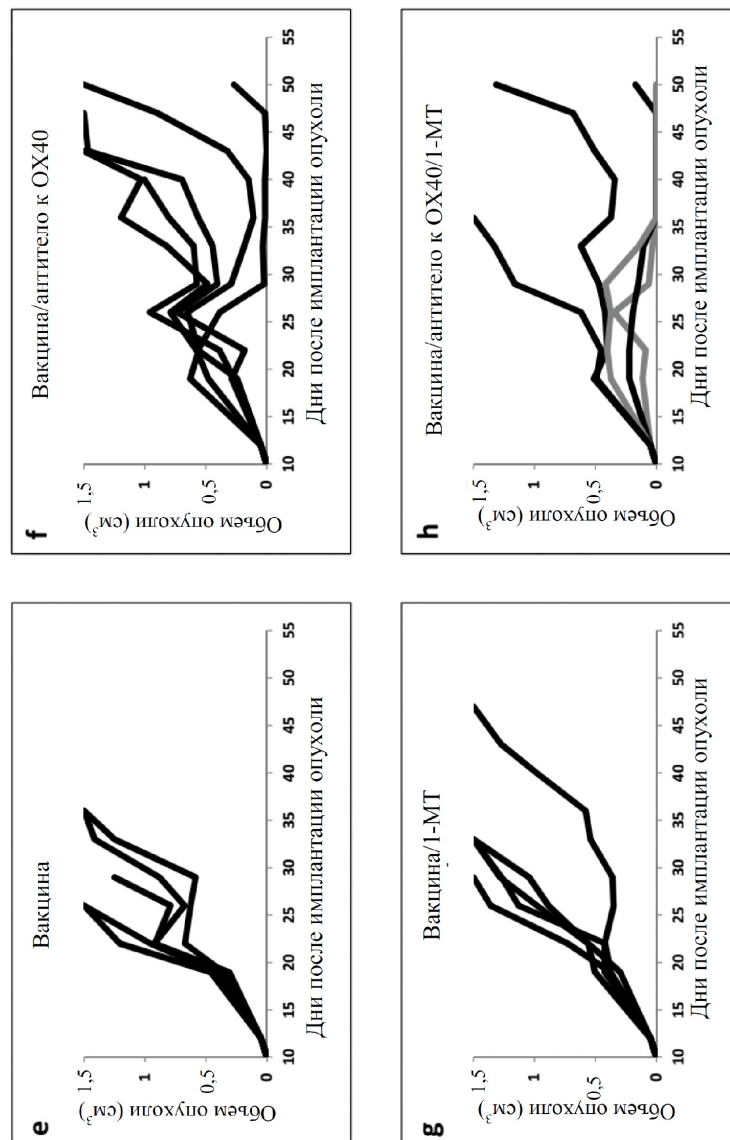 e
Вакцина
Объем опухоли (см³)
1,5
1
0,5
0
10 15 20 25 30 35 40 45 50 55
Дни после имплантации опухоли
f
Вакцина/антитело к OX40
Объем опухоли (см³)
1,5
1
0,5
0
10 15 20 25 30 35 40 45 50 55
Дни после имплантации опухоли
g
Вакцина/1-MT
Объем опухоли (см³)
1,5
1
0,5
0
10 15 20 25 30 35 40 45 50 55
Дни после имплантации опухоли
h
Вакцина/антитело к OX40/1-MT
Объем опухоли (см³)
1,5
1
0,5
0
10 15 20 25 30 35 40 45 50 55
Дни после имплантации опухоли